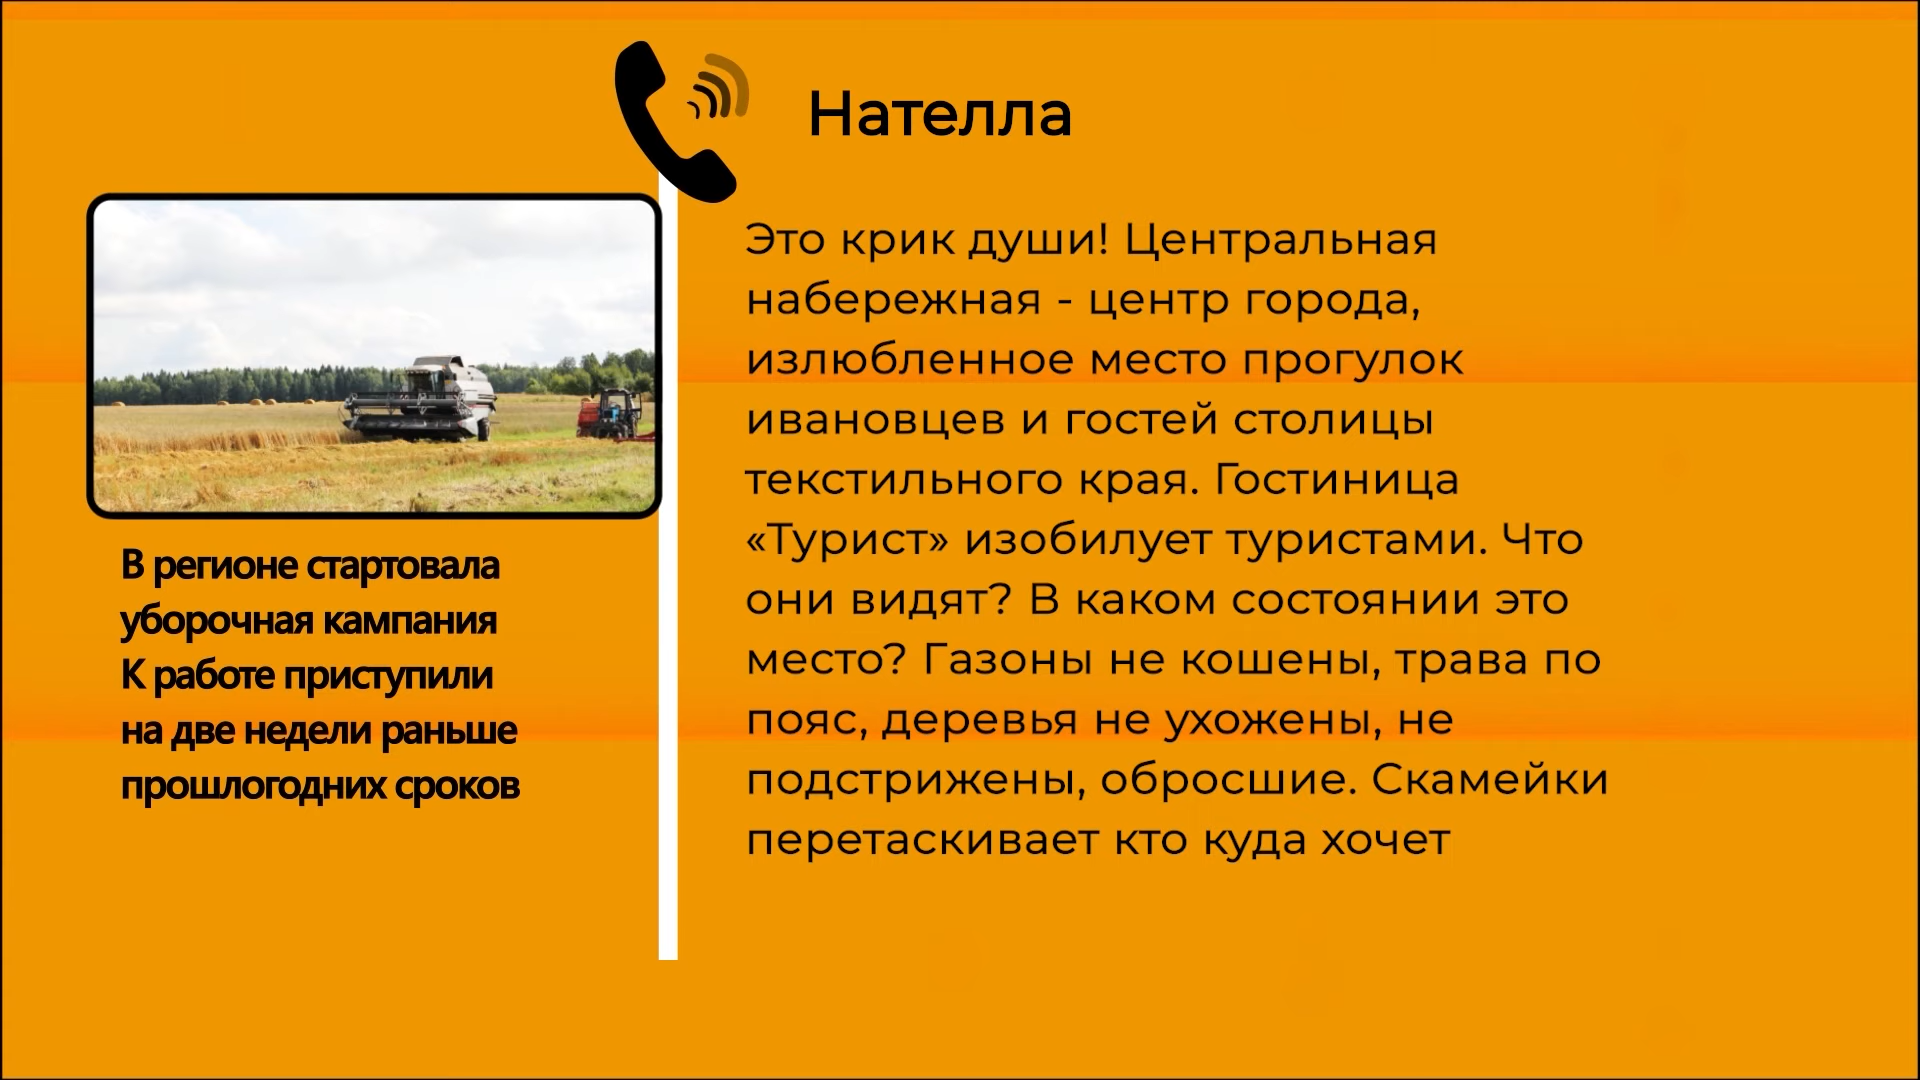 Нателла
Это крик души! Центральная
набережная - центр города,
излюбленное место прогулок
ивановцев и гостей столицы
текстильного края. Гостиница
«Турист» изобилует туристами. Что
они видят? В каком состоянии это
место? Газоны не кошены, трава по
пояс, деревья не ухожены, не
подстрижены, обросшие. Скамейки
перетаскивает кто куда хочет
В регионе стартовала
уборочная кампания
К работе приступили
на две недели раньше
прошлогодних сроков